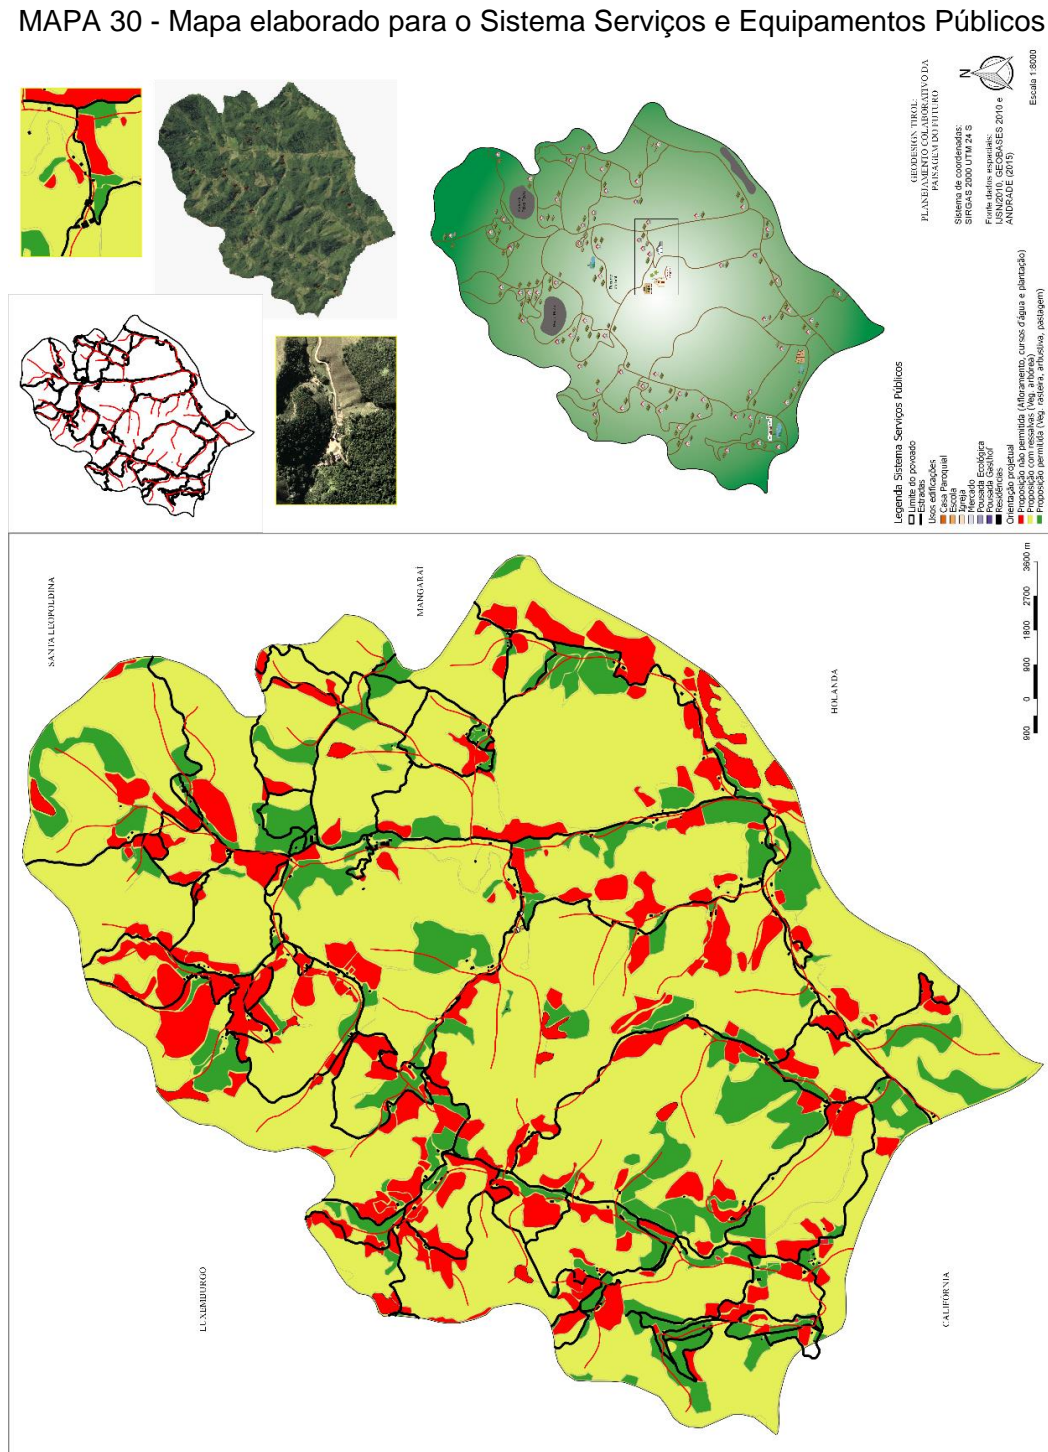 MAPA 30 - Mapa elaborado para o Sistema Serviços e Equipamentos Públicos
GEODESIGN TIROL:
PLANEJAMENTO COLABORATIVO DA
PAISAGEM DO FUTURO
Sistema de coordenadas:
SIRGAS 2000 UTM 24 S
Fonte dados espaciais:
IJSN/2010, GEOBASES 2010 e
ANDRADE (2015)
N
Escala 1:8000
Legenda Sistema Serviços Públicos
Limite do povoado
Estradas
Usos edificações
Casa Paroquial
Escola
Igreja
Mercado
Pousada Ecológica
Pousada Gasthof
Residências
Orientação projetual
Proposição não permitida (Afloramento, cursos d'água e plantação)
Proposição com ressalvas (Veg. arbórea)
Proposição permitida (Veg. rasteira, arbustiva, pastagem)
SANTA LEOPOLDINA
MANGARAÍ
HOLANDA
LUXEMBURGO
CALIFÓRNIA
900 0 900 1800 2700 3600 m